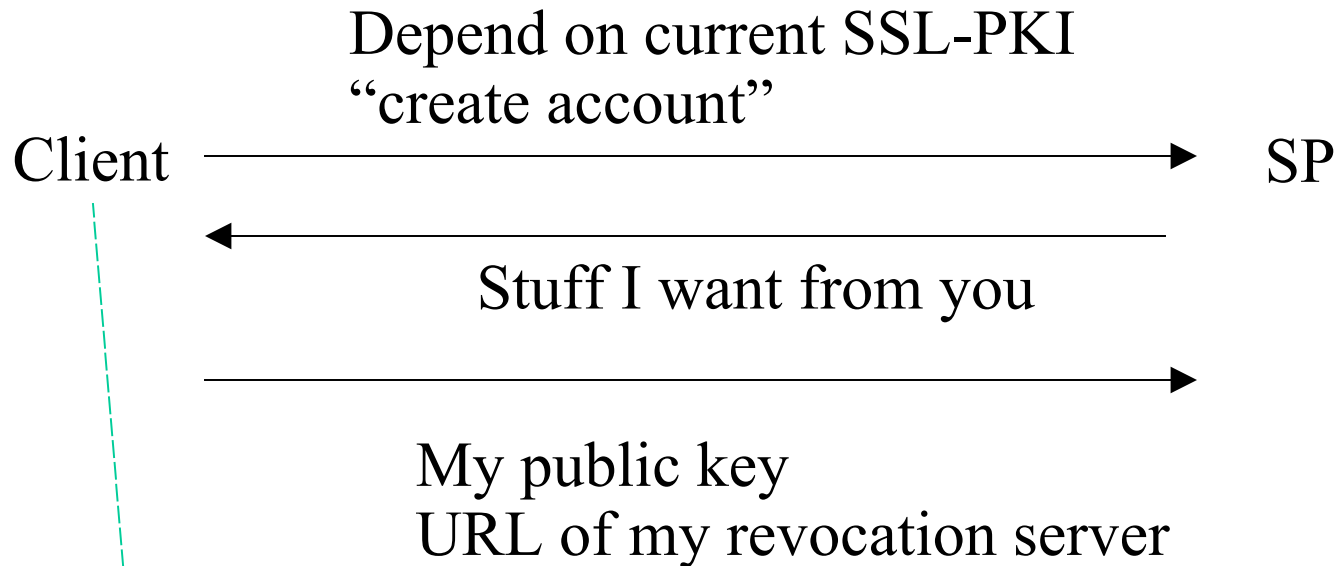 Depend on current SSL-PKI
“create account”
Client
SP
Stuff I want from you
My public key
URL of my revocation server